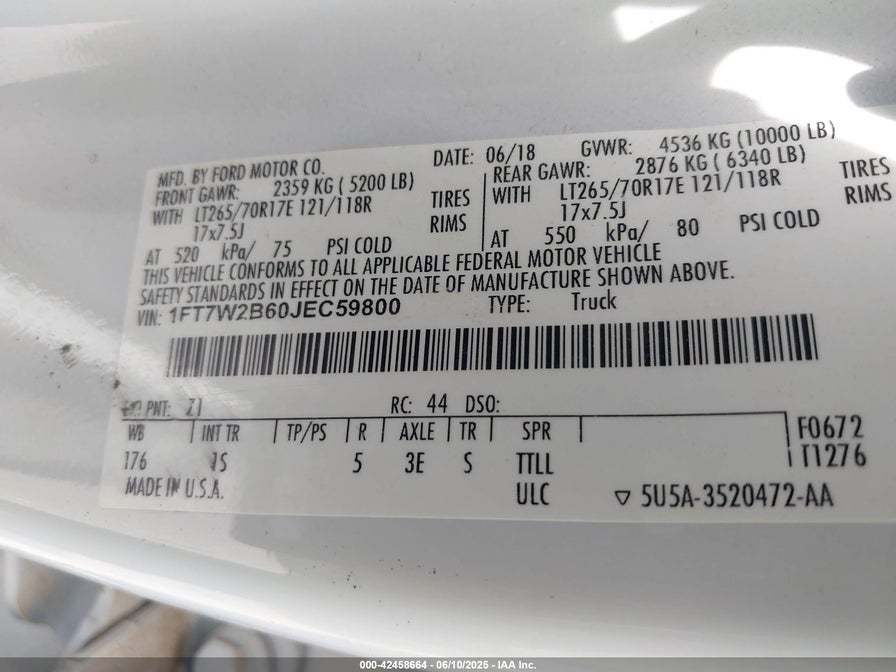 MFD. BY FORD MOTOR CO. DATE: 06/18 GVWR: 4536 KG (10000 LB)
FRONT GAWR: 2359 KG ( 5200 LB) REAR GAWR: 2876 KG ( 6340 LB)
WITH LT265/70R17E 121/118R TIRES WITH LT265/70R17E 121/118R TIRES
17x7.5J RIMS 17x7.5J RIMS
AT 520 kPa/ 75 PSI COLD AT 550 kPa/ 80 PSI COLD
THIS VEHICLE CONFORMS TO ALL APPLICABLE FEDERAL MOTOR VEHICLE
SAFETY STANDARDS IN EFFECT ON THE DATE OF MANUFACTURE SHOWN ABOVE.
VIN: 1FT7W2B60JEC59800 TYPE: Truck
PNT: Z1 RC: 44 DSO:
WB INT TR TP/PS R AXLE TR SPR F0672
176 S 5 3E S TTLL T1276
MADE IN U.S.A. ULC ▽ 5U5A-3520472-AA
000-42458664 - 06/10/2025 - IAA Inc.